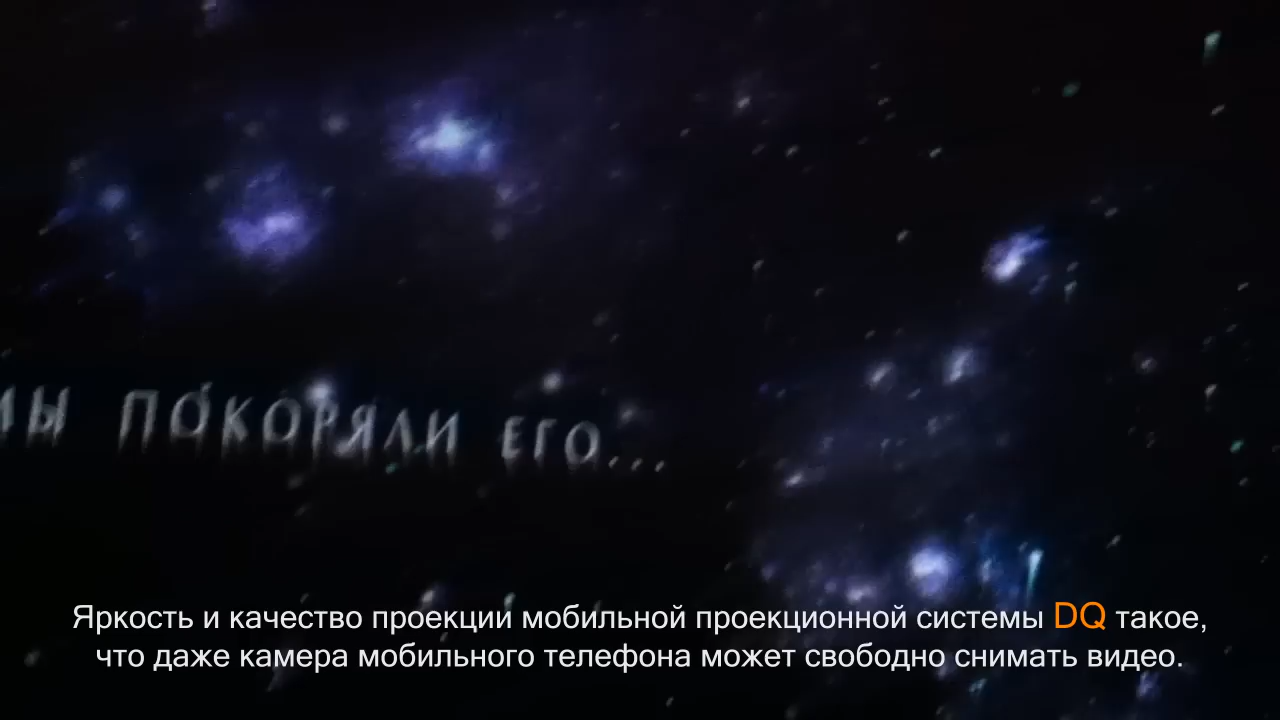 МЫ ПОКОРЯЛИ ЕГО...
Яркость и качество проекции мобильной проекционной системы DQ такое,
что даже камера мобильного телефона может свободно снимать видео.